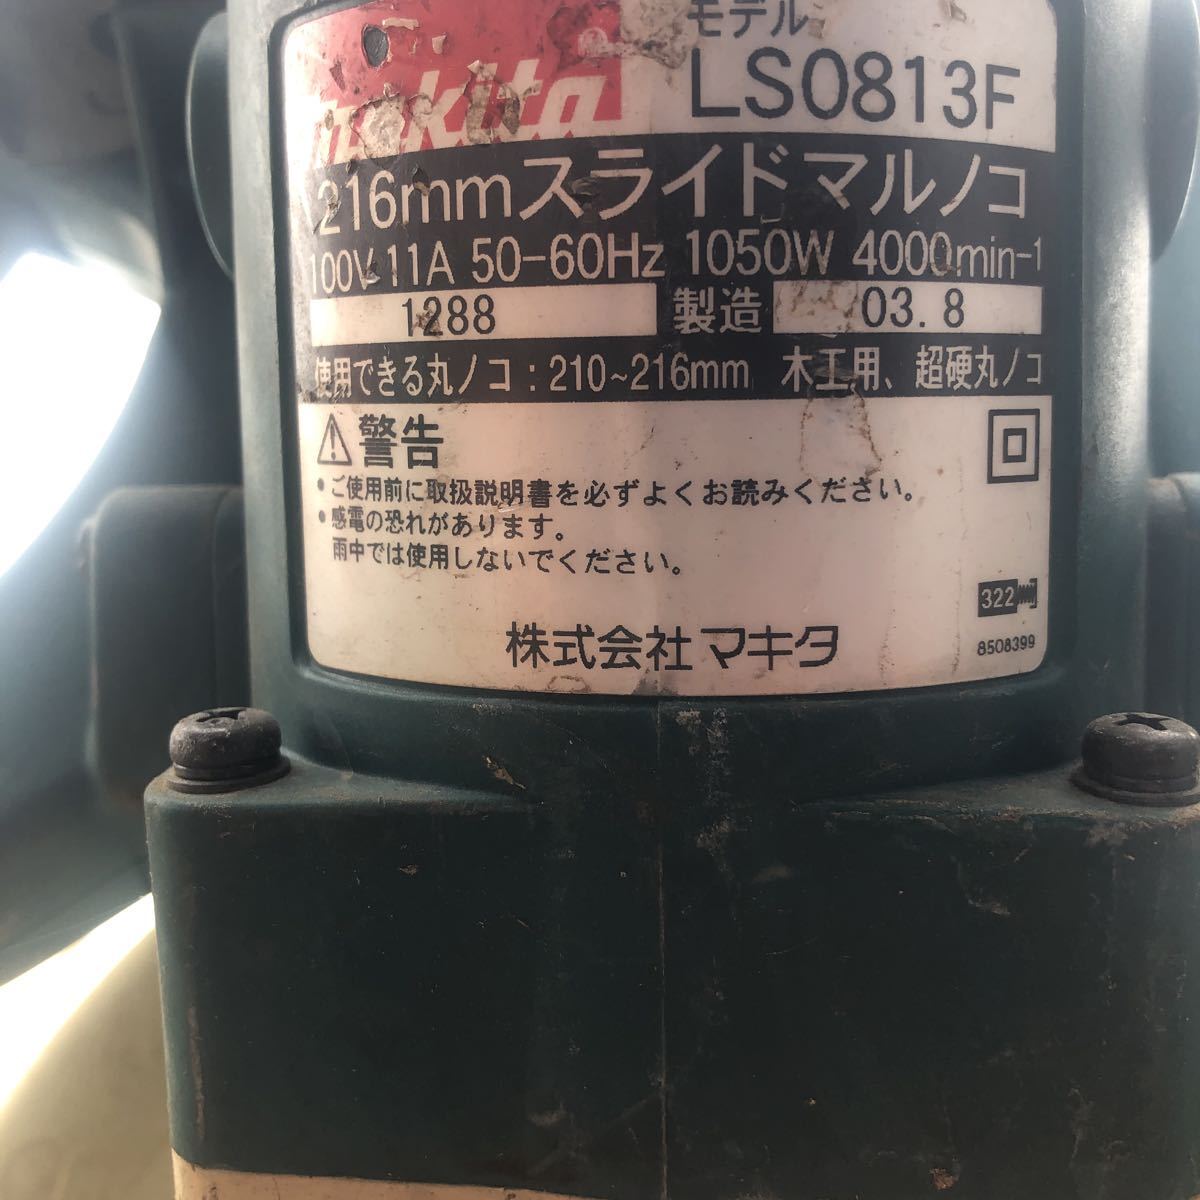 makita
モデル
LS0813F
216mmスライドマルノコ
100V 11A 50-60Hz 1050W 4000min-1
1288 製造 03.8
使用できる丸ノコ:210~216mm 木工用、超硬丸ノコ
警告
•ご使用前に取扱説明書を必ずよくお読みください。
•感電の恐れがあります。
雨中では使用しないでください。
322
株式会社マキタ
8508399